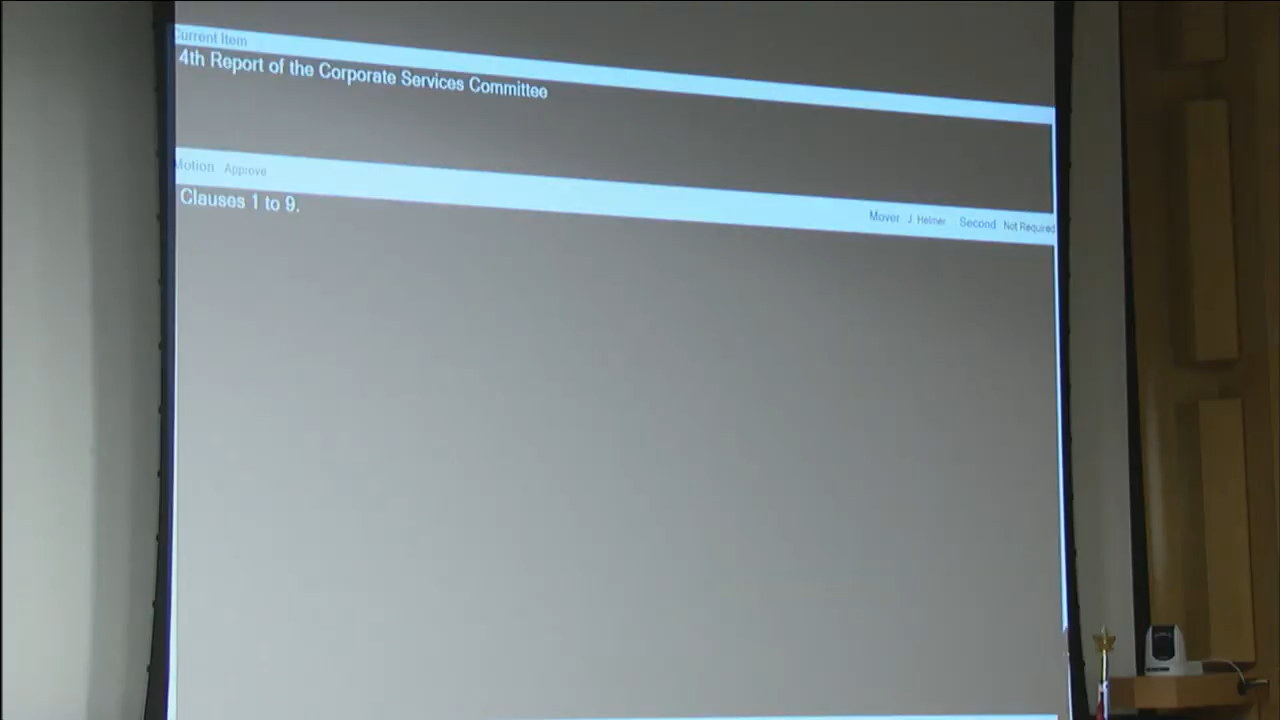 Current Item
4th Report of the Corporate Services Committee
Motion Approve
Mover J. Helmer Second Not Required
Clauses 1 to 9.